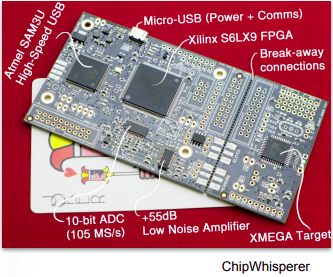 Atmel SAM3U
High-Speed USB
Micro-USB (Power + Comms)
Xilinx S6LX9 FPGA
Break-away
connections
JOKER
10-bit ADC
(105 MS/s)
+55dB
Low Noise Amplifier
XMEGA Target
ChipWhisperer